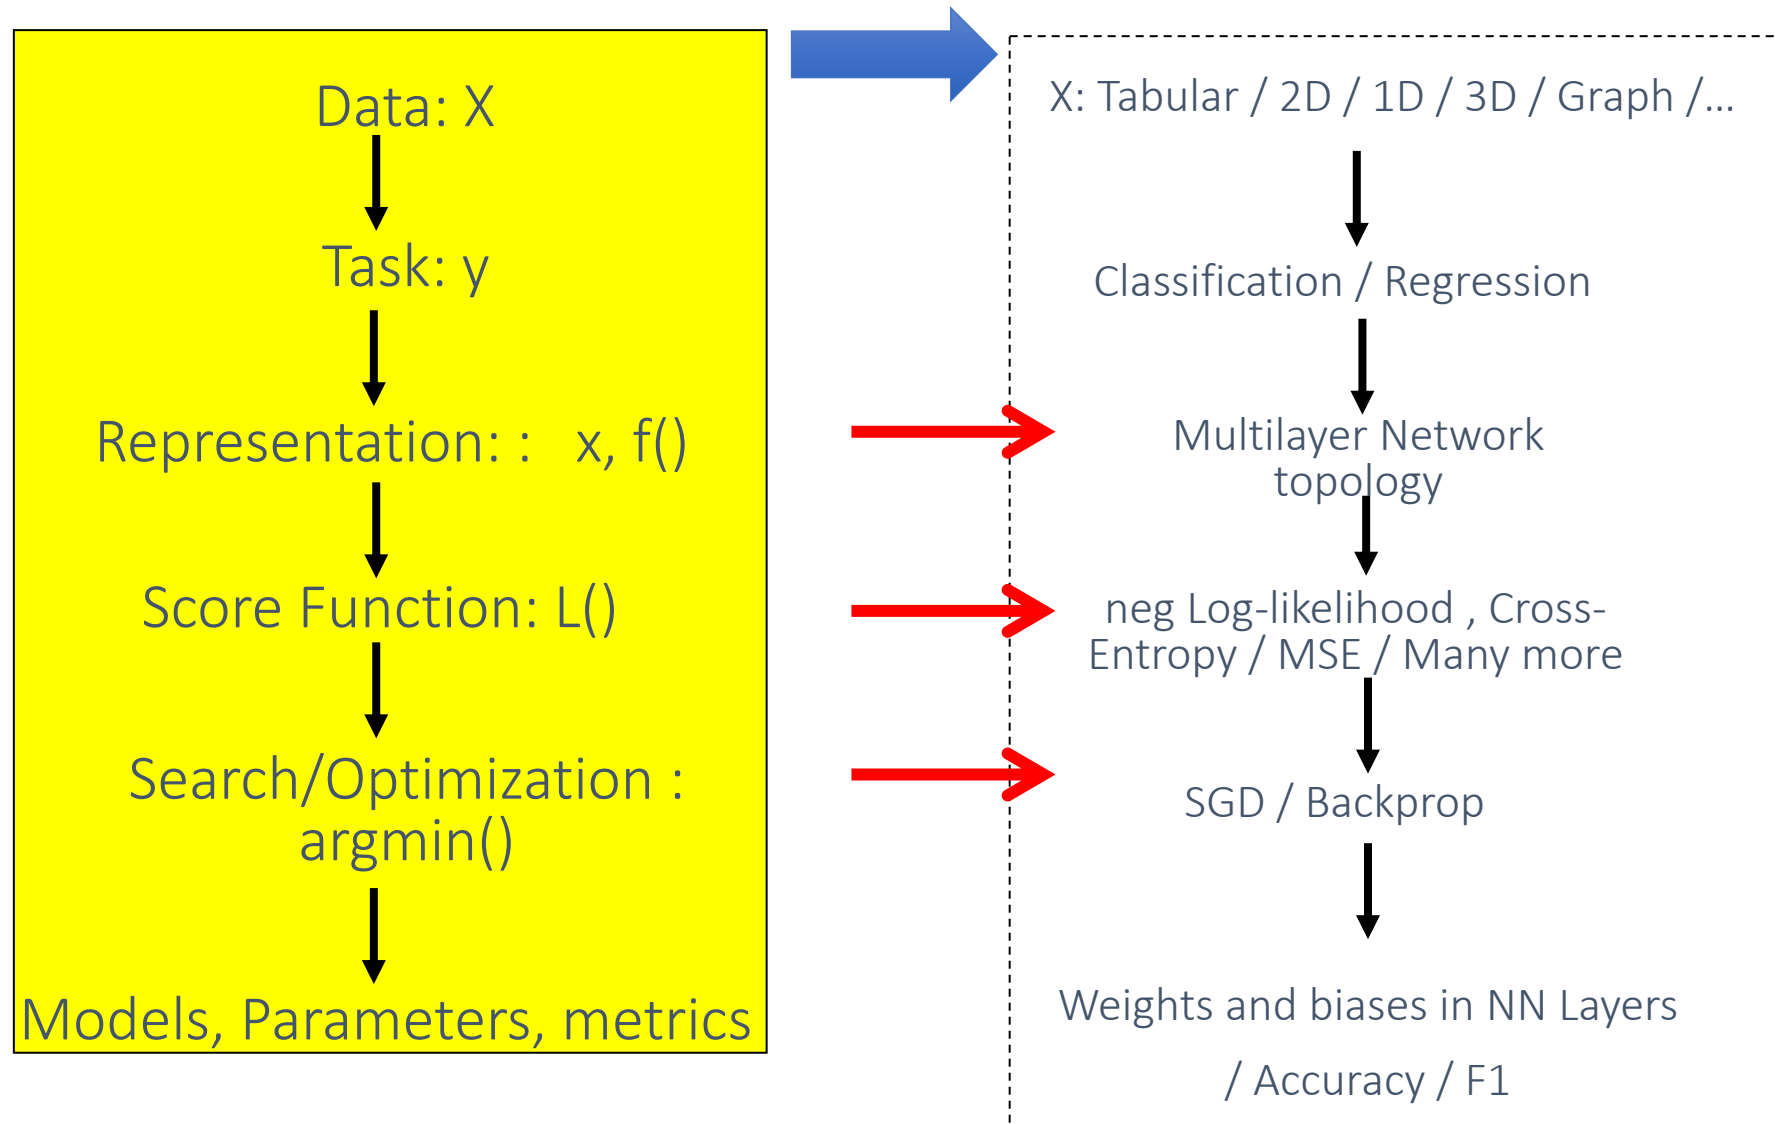 Data: X
Task: y
Representation: :   x, f()
Score Function: L()
Search/Optimization :
argmin()
Models, Parameters, metrics
X: Tabular / 2D / 1D / 3D / Graph /...
Classification / Regression
Multilayer Network
topology
neg Log-likelihood , Cross-
Entropy / MSE / Many more
SGD / Backprop
Weights and biases in NN Layers
/ Accuracy / F1